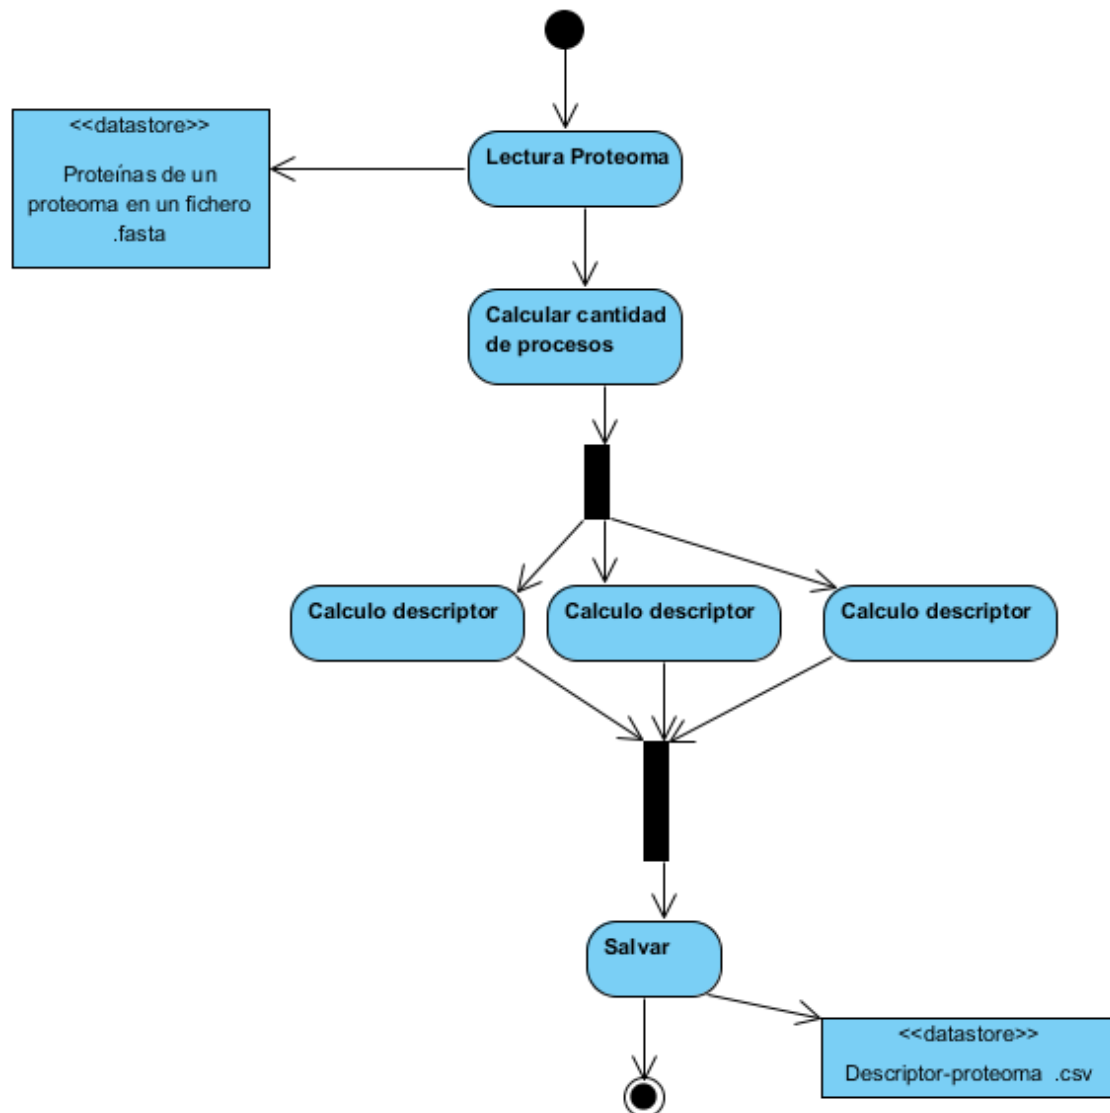 <<datastore>>
Proteínas de un
proteoma en un fichero
.fasta
Lectura Proteoma
Calcular cantidad
de procesos
Calculo descriptor
Calculo descriptor
Calculo descriptor
Salvar
<<datastore>>
Descriptor-proteoma .csv